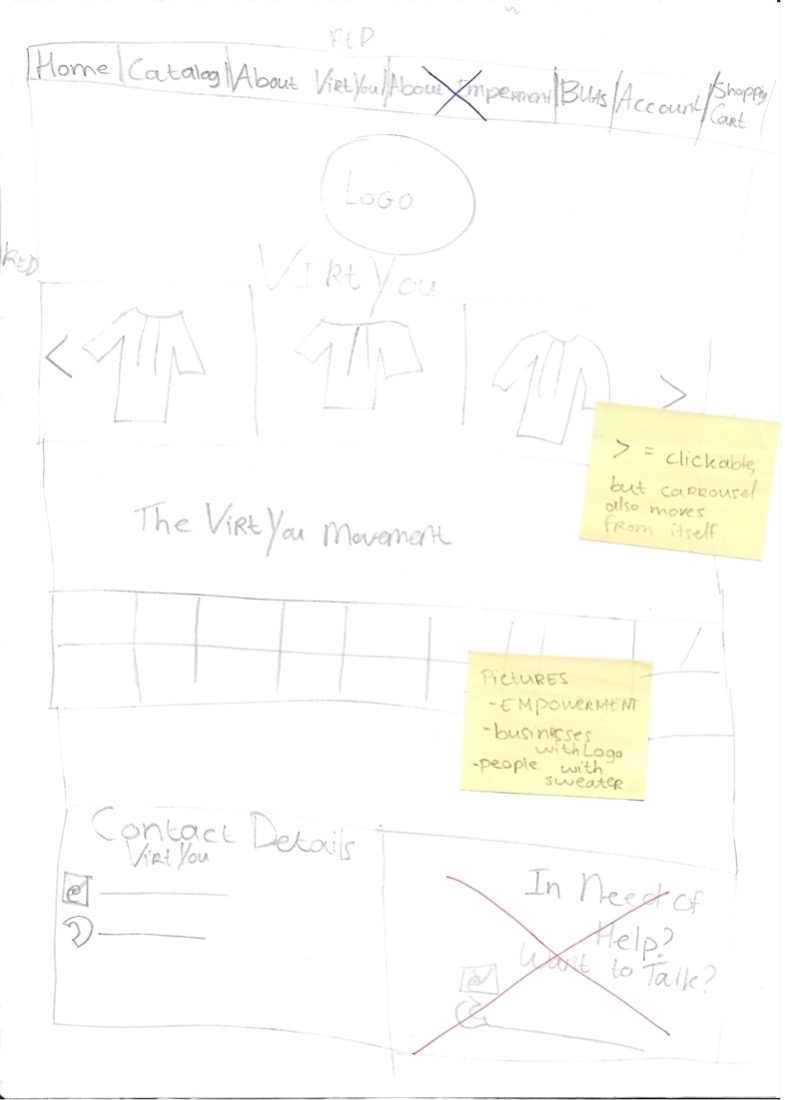 RED
Home Catalog About VirtYou About Empowerment Blogs Account Shopping Cart
LOGO
RED
VIRtYou
<
>
> = clickable,
but caRRousel
also moves
fRom itself.
The VIRtYou Movement
PictURES
-EMPOWERMENT
-businesses
with Logo
-people with
sweateR
Contact Details
VirtYou
@
In Need of
Help?
Want to Talk?
@